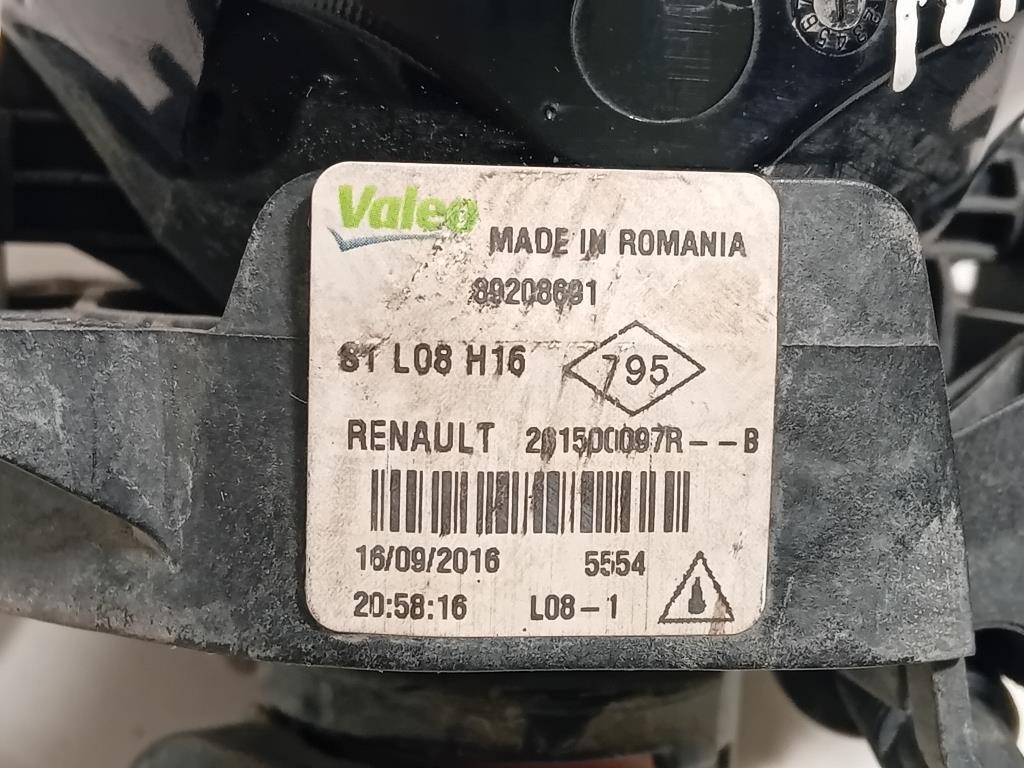 Valeo
MADE IN ROMANIA
89208691
ST L08 H16
795
RENAULT 261500097R--B
16/09/2016 5554
20:58:16 L08-1